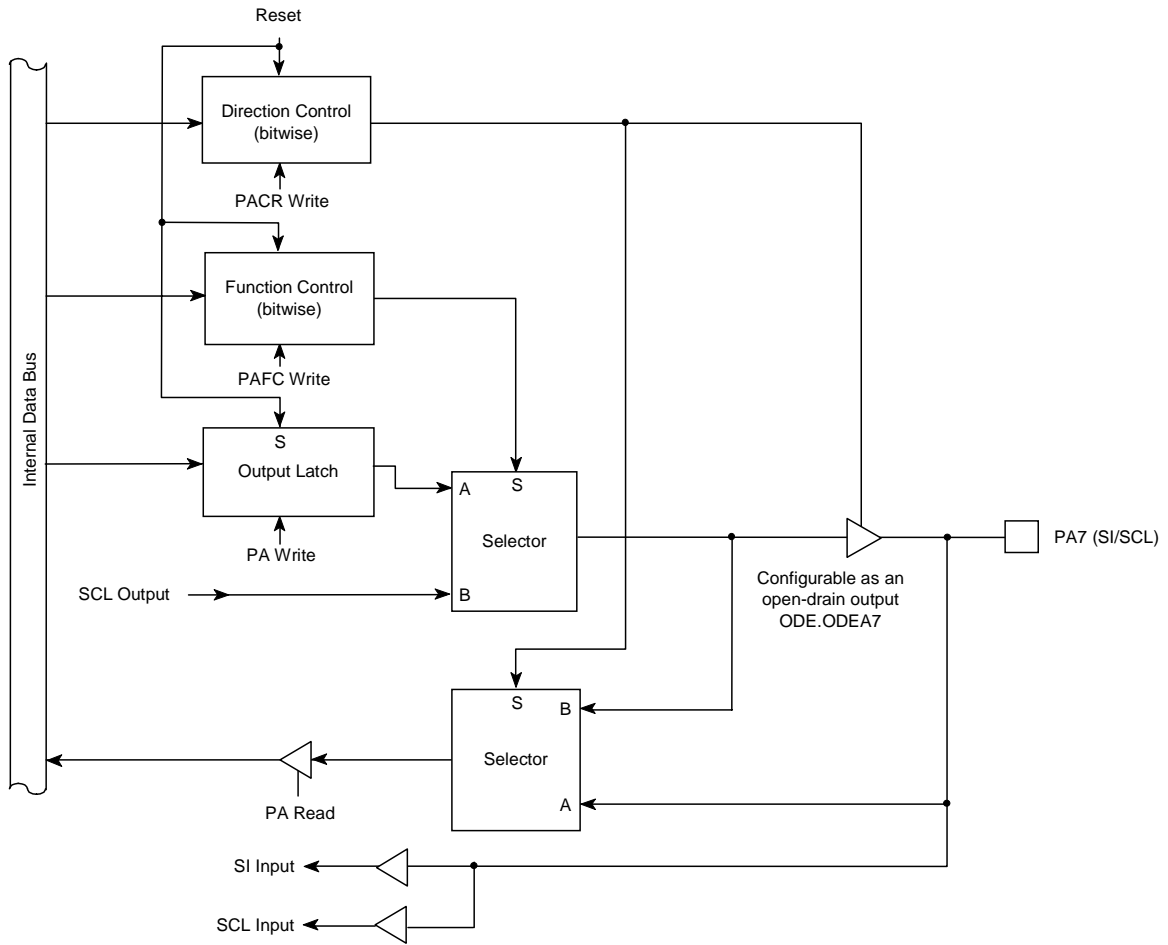 Reset
Direction Control
(bitwise)
PACR Write
Function Control
(bitwise)
PAFC Write
Internal Data Bus
S
Output Latch
PA Write
SCL Output
A
S
Selector
B
PA7 (SI/SCL)
Configurable as an
open-drain output
ODE.ODEA7
S
B
Selector
A
PA Read
SI Input
SCL Input